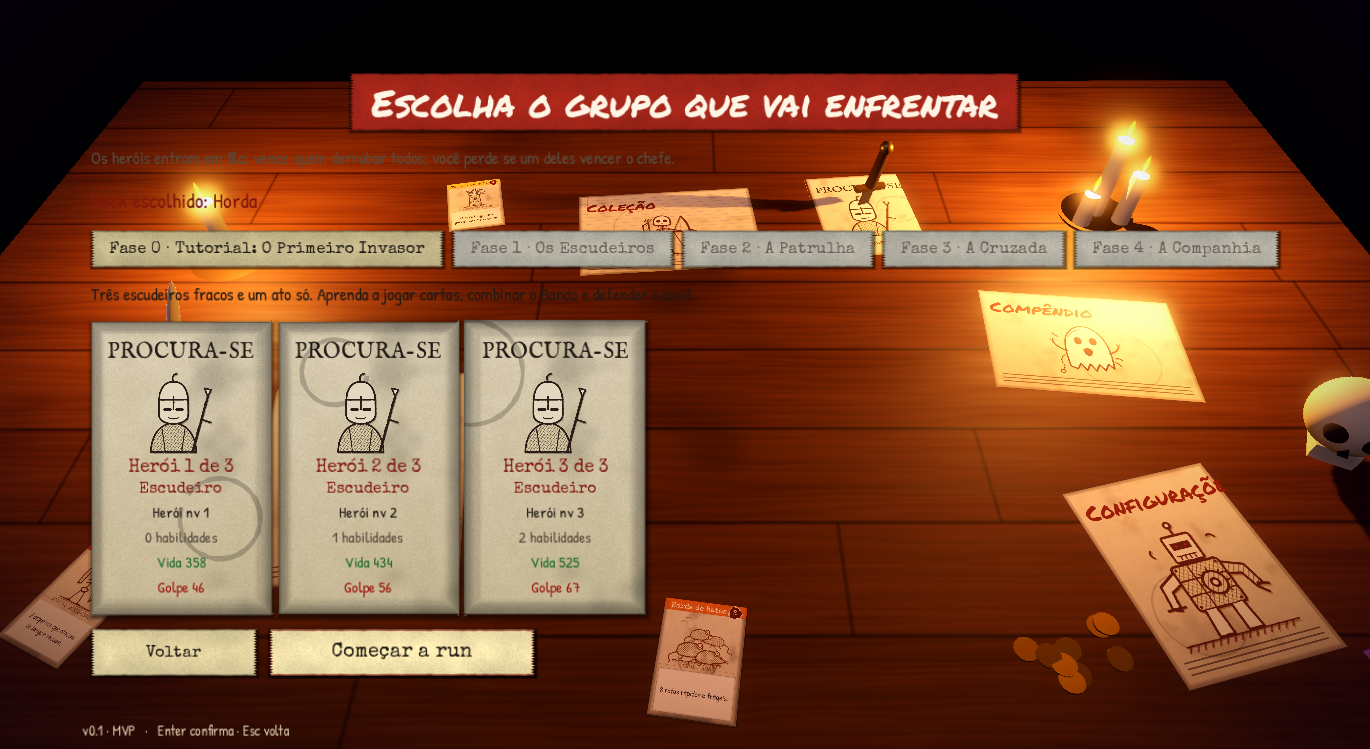 Escolha o grupo que vai enfrentar
Os heróis entram em fila: vence quem derrubar todos; você perde se um deles vencer o chefe.
escolhido: Horda
COLEÇÃO
Fase 0 · Tutorial: O Primeiro Invasor
Fase 1 · Os Escudeiros
Fase 2 · A Patrulha
Fase 3 · A Cruzada
Fase 4 · A Companhia
Três escudeiros fracos e um ato só. Aprenda a jogar cartas, combinar o Bando e defender o covil.
COMPÊNDIO
PROCURA-SE
Herói 1 de 3
Escudeiro
Herói nv 1
0 habilidades
Vida 358
Golpe 46
PROCURA-SE
Herói 2 de 3
Escudeiro
Herói nv 2
1 habilidades
Vida 434
Golpe 56
PROCURA-SE
Herói 3 de 3
Escudeiro
Herói nv 3
2 habilidades
Vida 525
Golpe 67
Horda de Ratos
8 ratos rápidos e frágeis.
Voltar
Começar a run
v0.1 · MVP · Enter confirma · Esc volta